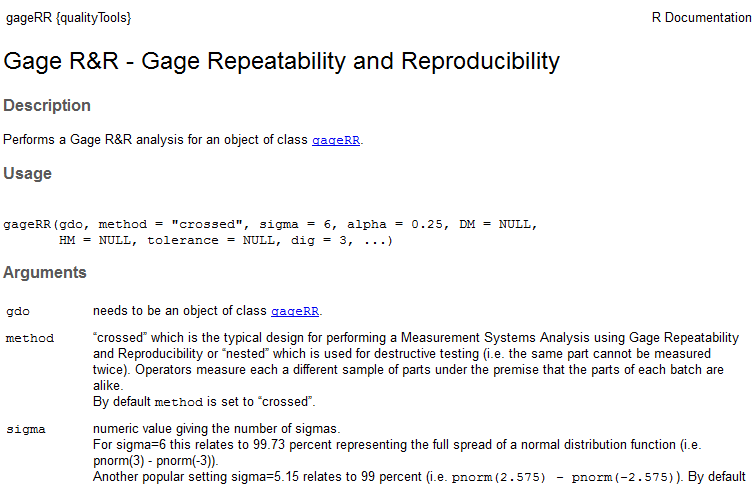 gageRR {qualityTools} R Documentation
Gage R&R - Gage Repeatability and Reproducibility
Description
Performs a Gage R&R analysis for an object of class gageRR.
Usage
gageRR(gdo, method = "crossed", sigma = 6, alpha = 0.25, DM = NULL,
HM = NULL, tolerance = NULL, dig = 3, ...)
Arguments
gdo needs to be an object of class gageRR.
method “crossed” which is the typical design for performing a Measurement Systems Analysis using Gage Repeatability
and Reproducibility or “nested” which is used for destructive testing (i.e. the same part cannot be measured
twice). Operators measure each a different sample of parts under the premise that the parts of each batch are
alike.
By default method is set to “crossed”.
sigma numeric value giving the number of sigmas.
For sigma=6 this relates to 99.73 percent representing the full spread of a normal distribution function (i.e.
pnorm(3) - pnorm(-3)).
Another popular setting sigma=5.15 relates to 99 percent (i.e. pnorm(2.575) - pnorm(-2.575)). By default